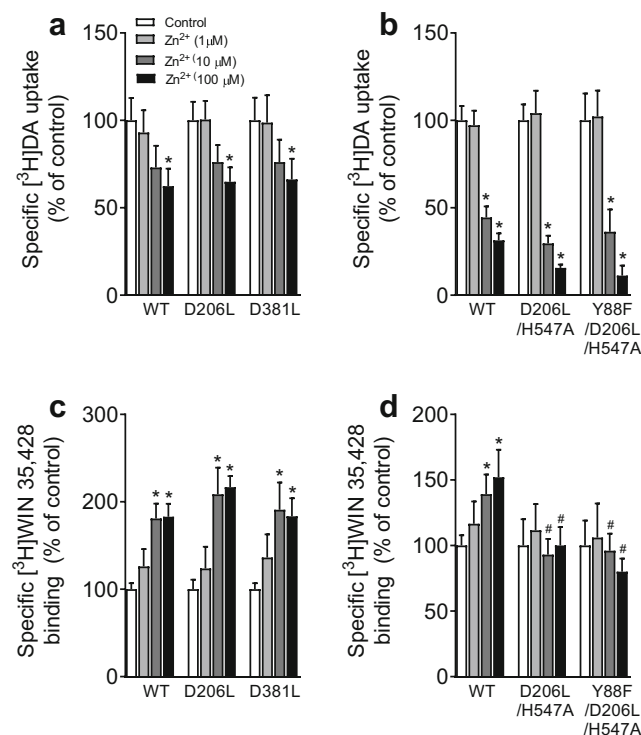 a
Control
Zn²⁺ (1μM)
Zn²⁺ (10 μM)
Zn²⁺ (100 μM)
Specific [³H]DA uptake
(% of control)
150
100
50
0
*
*
*
WT
D206L
D381L
b
Specific [³H]DA uptake
(% of control)
150
100
50
0
*
*
*
*
*
*
WT
D206L
/H547A
Y88F
/D206L
/H547A
c
Specific [³H]WIN 35,428
binding (% of control)
300
200
100
0
*
*
*
*
*
*
WT
D206L
D381L
d
Specific [³H]WIN 35,428
binding (% of control)
200
150
100
50
0
*
*
#
#
#
#
WT
D206L
/H547A
Y88F
/D206L
/H547A